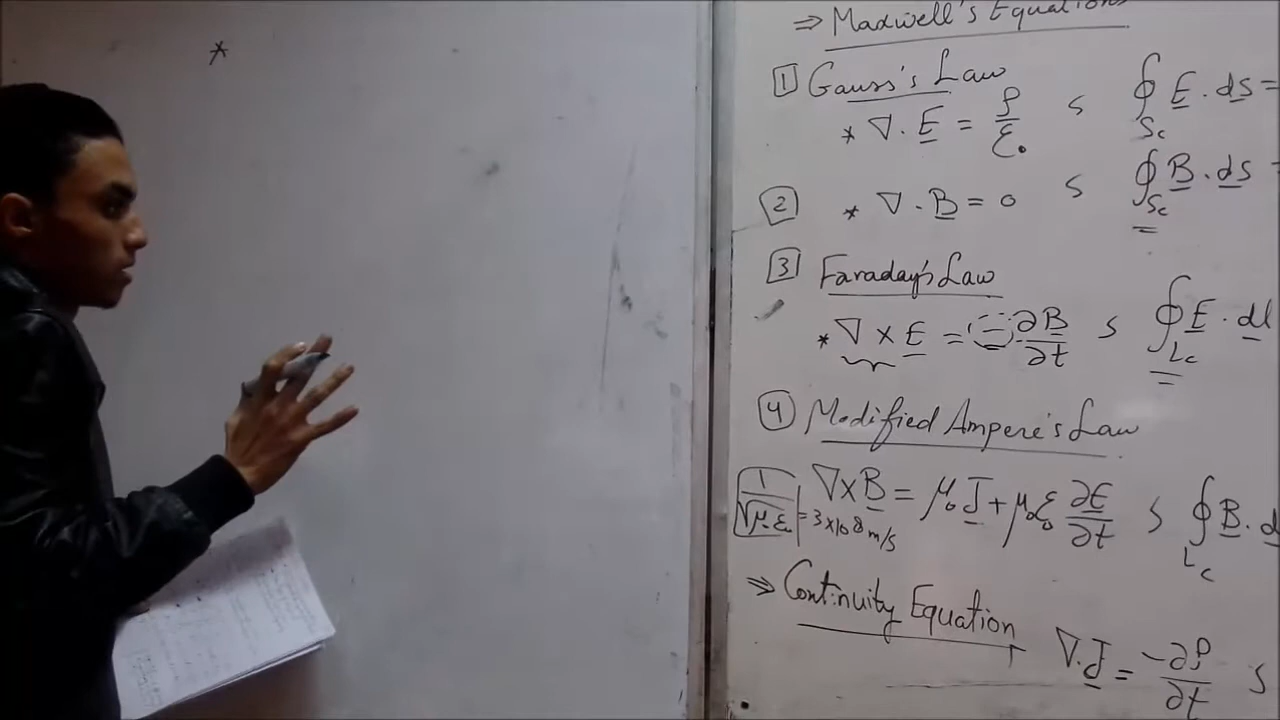 *
⇒ Maxwell's Equations
1 Gauss's Law
* ∇ . E = ρ/ε₀ , ∮Sc E . ds =
2 * ∇ . B = 0 , ∮Sc B . ds =
3 Faraday's Law
* ∇ × E = - ∂B/∂t , ∮Lc E . dl
4 Modified Ampere's Law
∇×B = μ₀J + μ₀ε₀ ∂E/∂t , ∮Lc B . d
1/√μ₀ε₀ = 3×10⁸ m/s
⇒ Continuity Equation
∇.J = -∂ρ/∂t ,